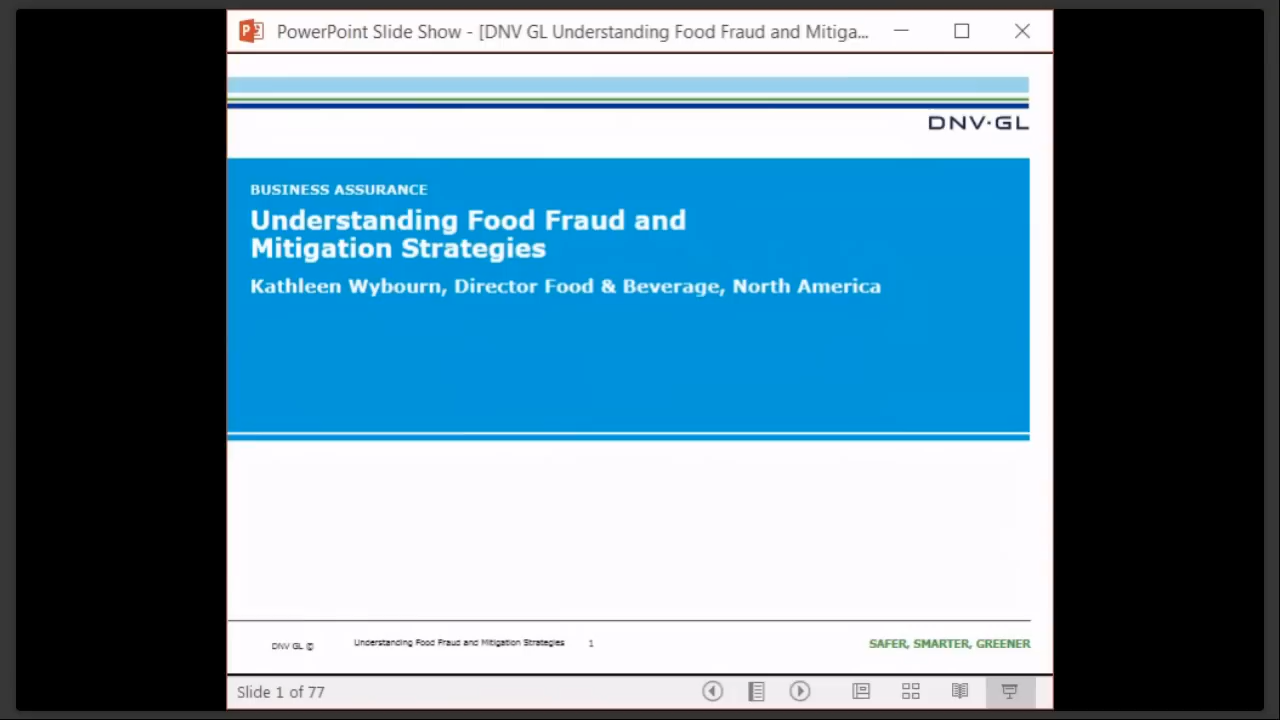 PowerPoint Slide Show - [DNV GL Understanding Food Fraud and Mitiga...
DNV·GL
BUSINESS ASSURANCE
Understanding Food Fraud and
Mitigation Strategies
Kathleen Wybourn, Director Food & Beverage, North America
DNV GL © Understanding Food Fraud and Mitigation Strategies 1 SAFER, SMARTER, GREENER
Slide 1 of 77